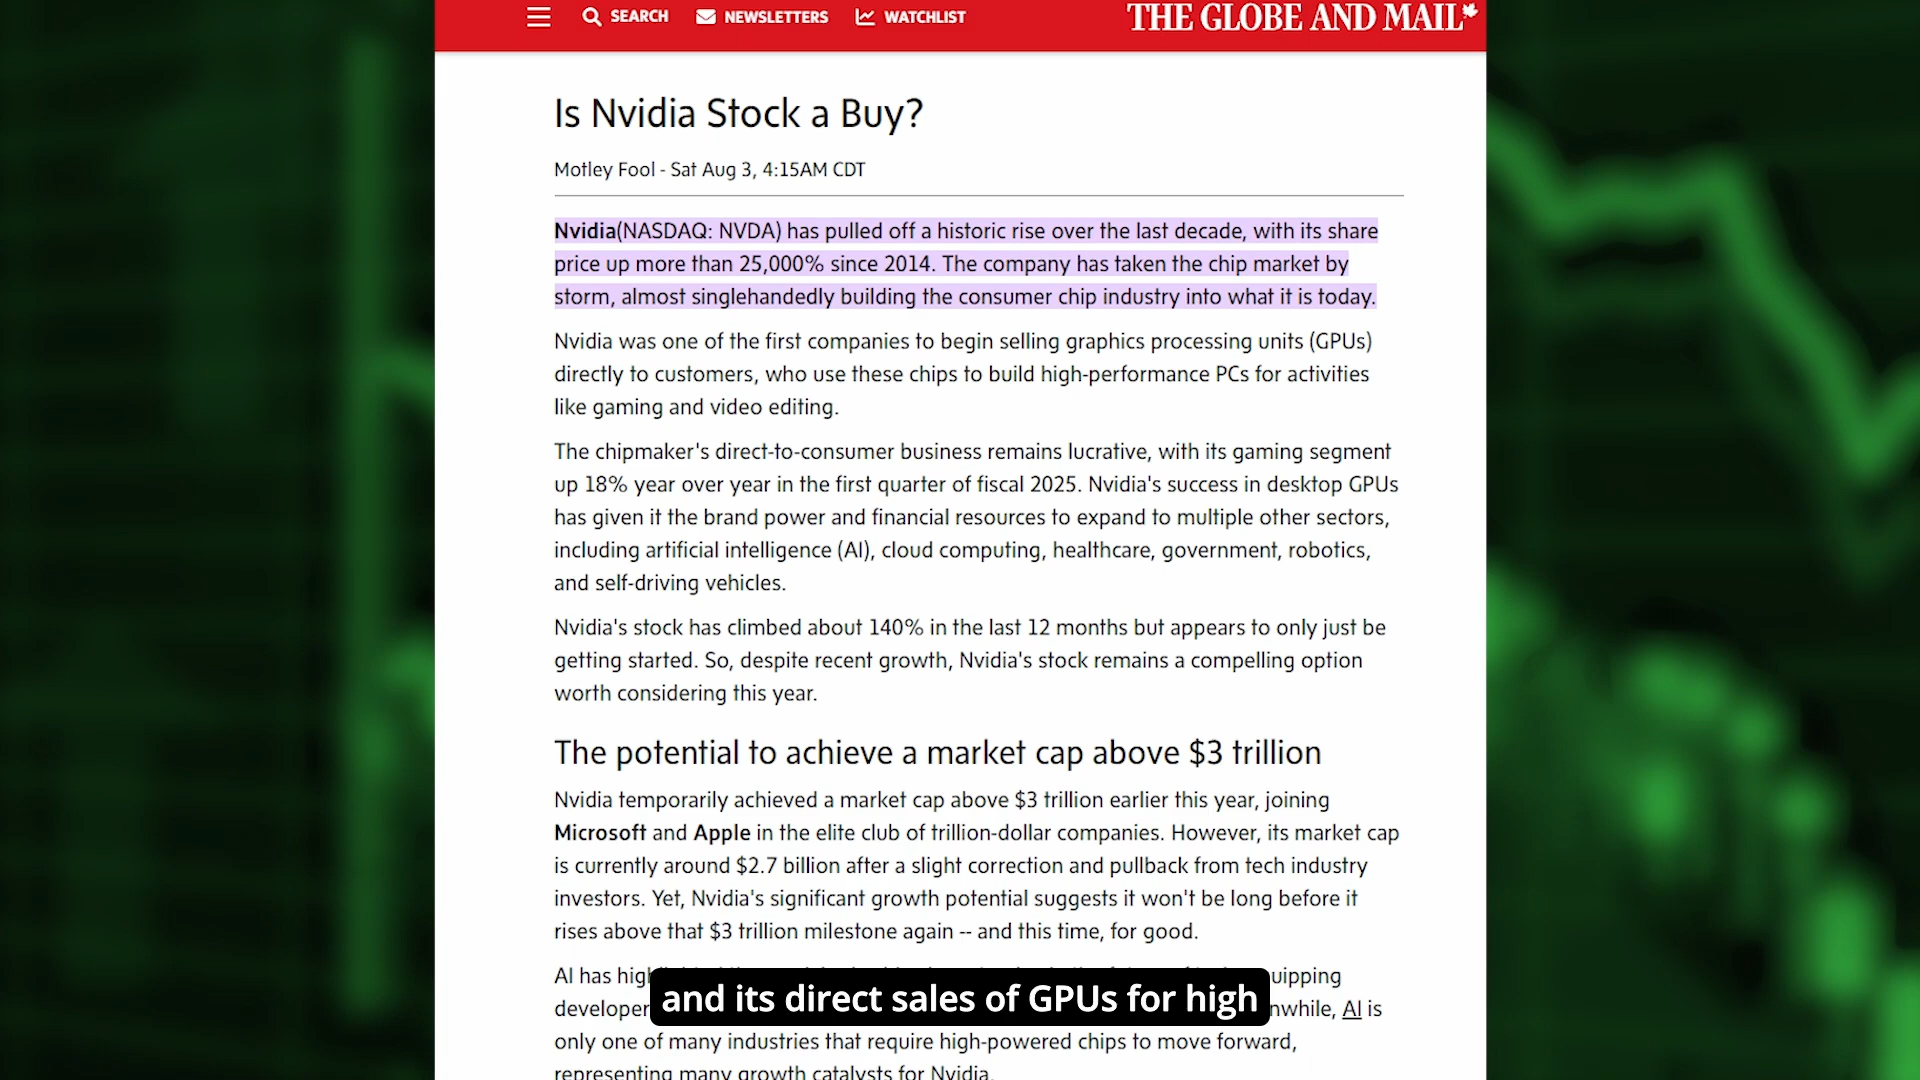 SEARCH NEWSLETTERS WATCHLIST THE GLOBE AND MAIL
Is Nvidia Stock a Buy?
Motley Fool - Sat Aug 3, 4:15AM CDT
Nvidia(NASDAQ: NVDA) has pulled off a historic rise over the last decade, with its share
price up more than 25,000% since 2014. The company has taken the chip market by
storm, almost singlehandedly building the consumer chip industry into what it is today.
Nvidia was one of the first companies to begin selling graphics processing units (GPUs)
directly to customers, who use these chips to build high-performance PCs for activities
like gaming and video editing.
The chipmaker's direct-to-consumer business remains lucrative, with its gaming segment
up 18% year over year in the first quarter of fiscal 2025. Nvidia's success in desktop GPUs
has given it the brand power and financial resources to expand to multiple other sectors,
including artificial intelligence (AI), cloud computing, healthcare, government, robotics,
and self-driving vehicles.
Nvidia's stock has climbed about 140% in the last 12 months but appears to only just be
getting started. So, despite recent growth, Nvidia's stock remains a compelling option
worth considering this year.
The potential to achieve a market cap above $3 trillion
Nvidia temporarily achieved a market cap above $3 trillion earlier this year, joining
Microsoft and Apple in the elite club of trillion-dollar companies. However, its market cap
is currently around $2.7 billion after a slight correction and pullback from tech industry
investors. Yet, Nvidia's significant growth potential suggests it won't be long before it
rises above that $3 trillion milestone again -- and this time, for good.
AI has
and its direct sales of GPUs for high
AI is
only one of many industries that require high-powered chips to move forward,
representing many growth catalysts for Nvidia.